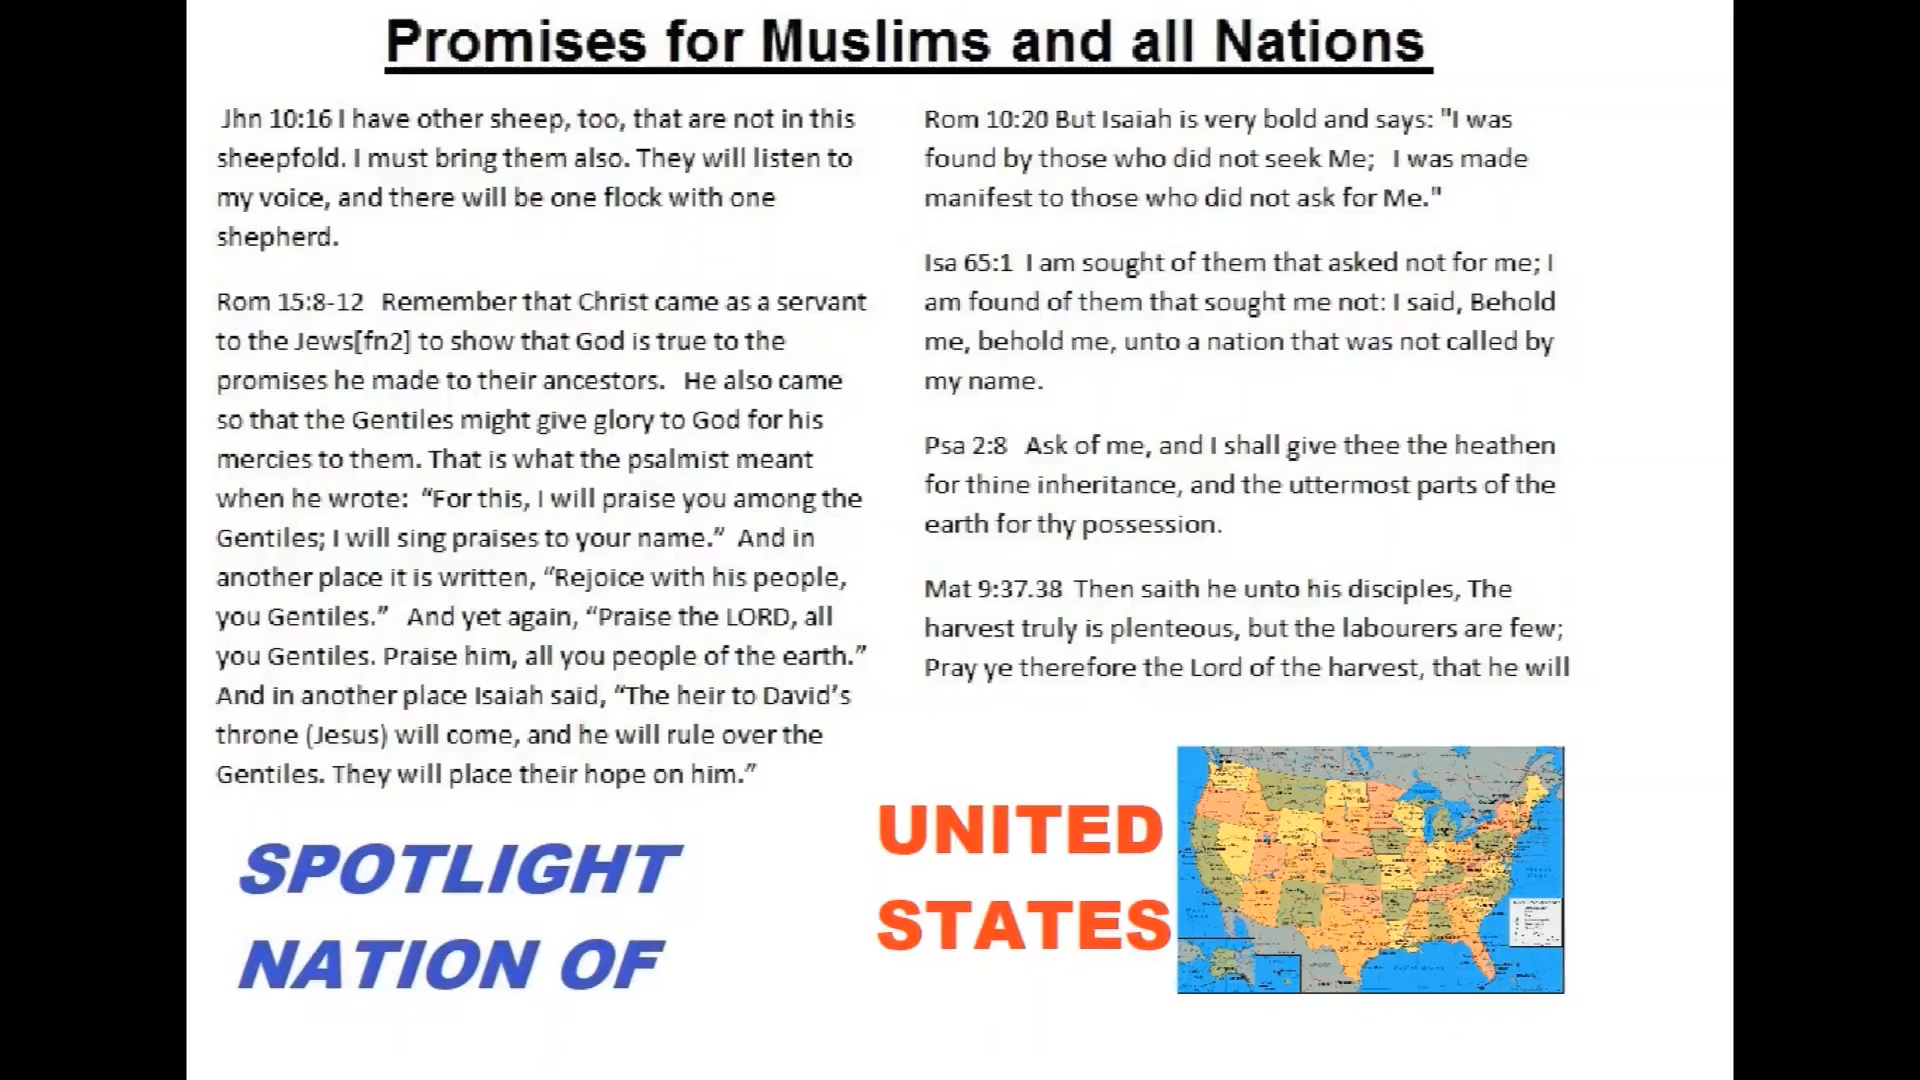 Promises for Muslims and all Nations
Jhn 10:16 I have other sheep, too, that are not in this
sheepfold. I must bring them also. They will listen to
my voice, and there will be one flock with one
shepherd.
Rom 15:8-12 Remember that Christ came as a servant
to the Jews[fn2] to show that God is true to the
promises he made to their ancestors. He also came
so that the Gentiles might give glory to God for his
mercies to them. That is what the psalmist meant
when he wrote: “For this, I will praise you among the
Gentiles; I will sing praises to your name.” And in
another place it is written, “Rejoice with his people,
you Gentiles.” And yet again, “Praise the LORD, all
you Gentiles. Praise him, all you people of the earth.”
And in another place Isaiah said, “The heir to David’s
throne (Jesus) will come, and he will rule over the
Gentiles. They will place their hope on him.”
Rom 10:20 But Isaiah is very bold and says: "I was
found by those who did not seek Me; I was made
manifest to those who did not ask for Me."
Isa 65:1 I am sought of them that asked not for me; I
am found of them that sought me not: I said, Behold
me, behold me, unto a nation that was not called by
my name.
Psa 2:8 Ask of me, and I shall give thee the heathen
for thine inheritance, and the uttermost parts of the
earth for thy possession.
Mat 9:37.38 Then saith he unto his disciples, The
harvest truly is plenteous, but the labourers are few;
Pray ye therefore the Lord of the harvest, that he will
SPOTLIGHT
NATION OF
UNITED
STATES